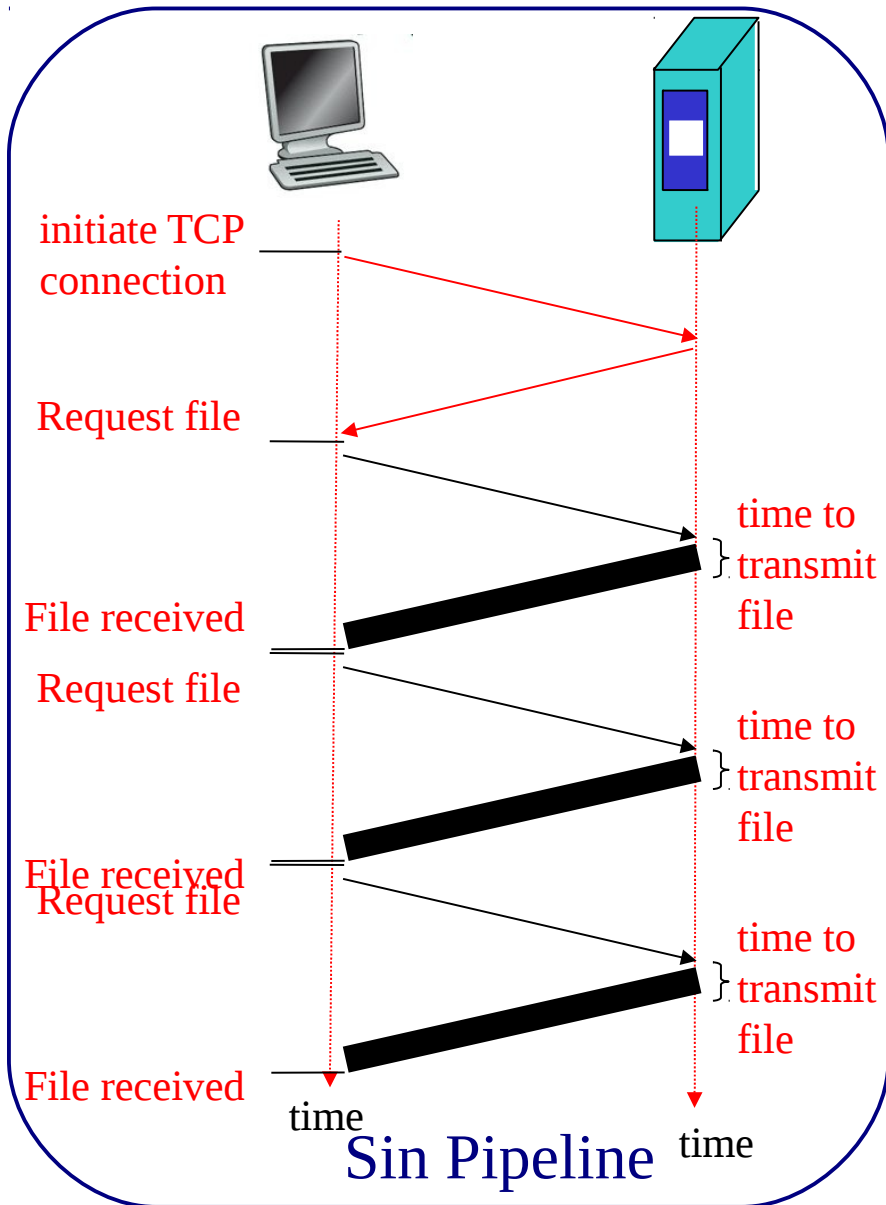 initiate TCP
connection
Request file
time to
transmit
file
File received
Request file
time to
transmit
file
File received
Request file
time to
transmit
file
File received
time
time
Sin Pipeline